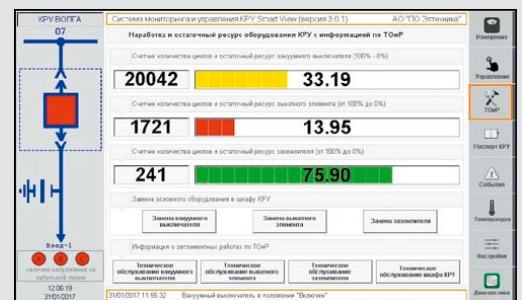 КРУ ВОЛГА
Система мониторинга и управления КРУ Smart View (версия 3.0.1)
АО "ПО Элтехника"
07
Наработка и остаточный ресурс оборудования КРУ с информацией по ТОиР
Счетчик количества циклов и остаточный ресурс вакуумного выключателя (100% - 0%)
20042
33.19
Счетчик количества циклов и остаточный ресурс выкатного элемента (от 100% до 0%)
1721
13.95
Счетчик количества циклов и остаточный ресурс заземлителя (от 100% до 0%)
241
75.90
Замена основного оборудования в шкафу КРУ
Замена вакуумного выключателя
Замена выкатного элемента
Замена заземлителя
Информация о регламентных работах по ТОиР
Техническое обслуживание вакуумного выключателя
Техническое обслуживание выкатного элемента
Техническое обслуживание заземлителя
Техническое обслуживание шкафа КРУ
Ввод-1
A B C
наличие напряжения на кабельной линии
12:06:19
31/01/2017
31/01/2017 11:55:32 Вакуумный выключатель в положении "Включен"
Измерения
Управление
ТОиР
Паспорт КРУ
События
Температура
Настройки
Диагностика